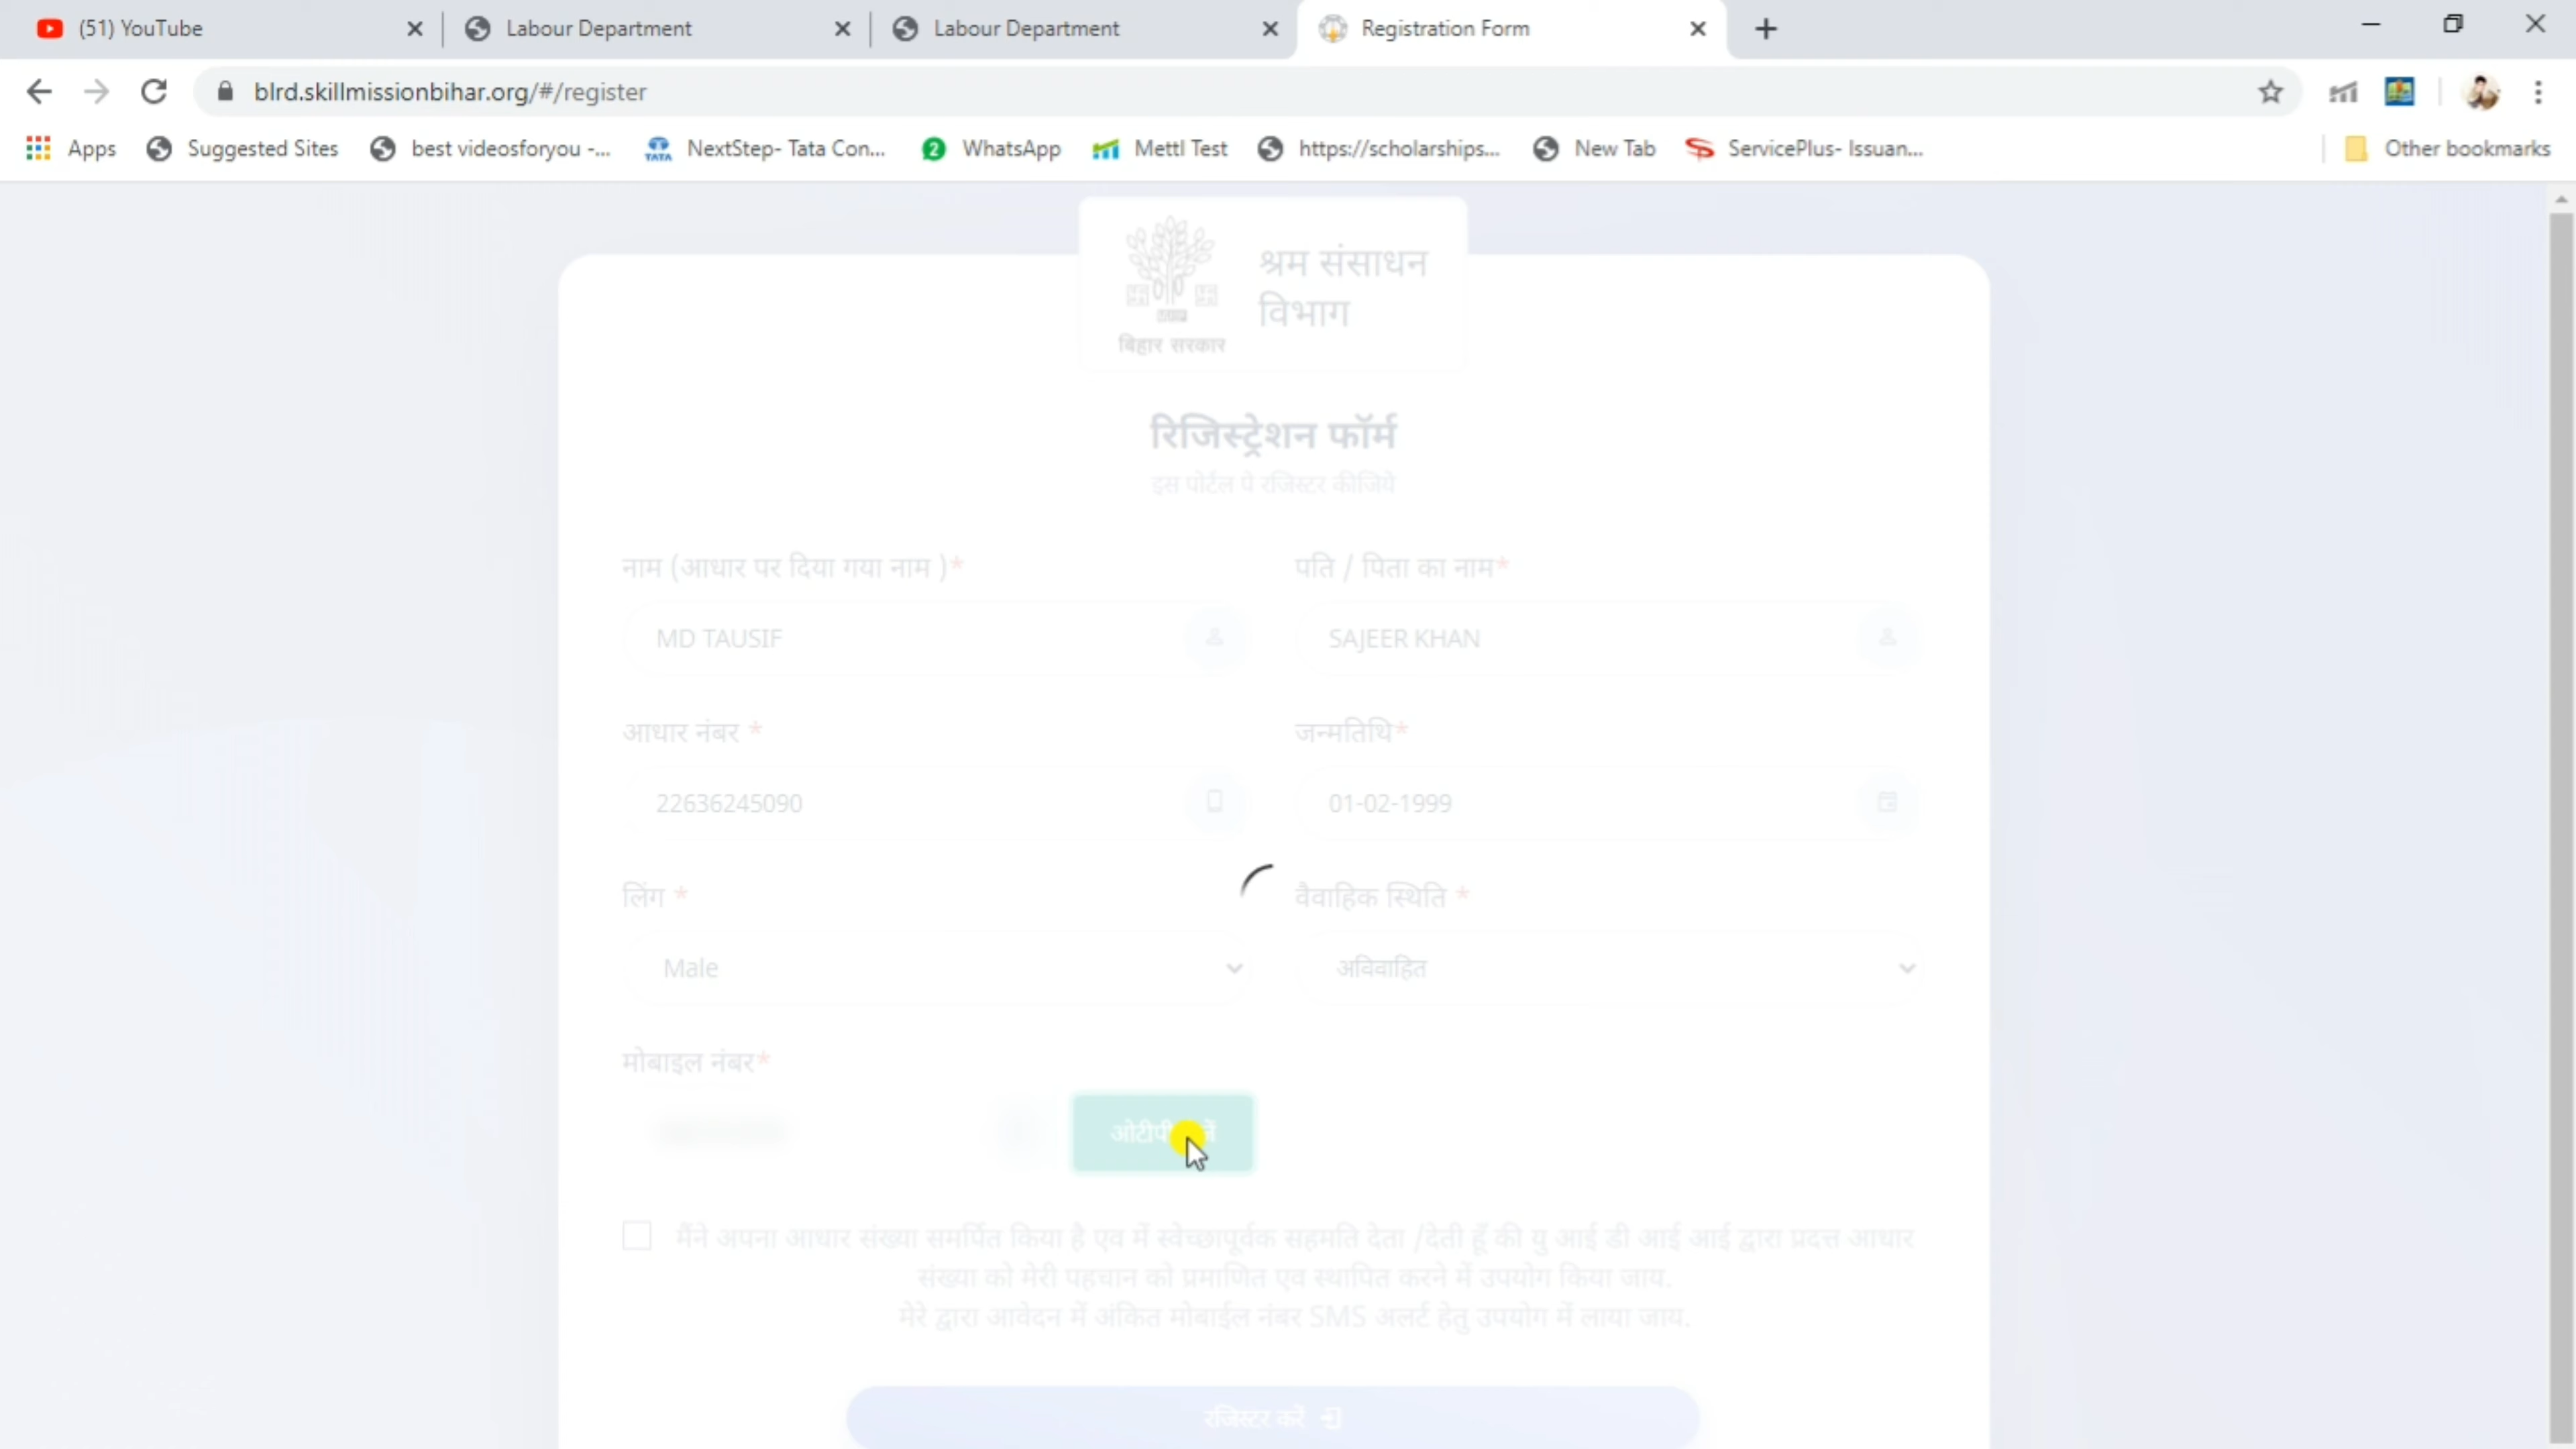 (51) YouTube
Labour Department
Labour Department
Registration Form
blrd.skillmissionbihar.org/#/register
Apps
Suggested Sites
best videosforyou -...
NextStep- Tata Con...
2 WhatsApp
Mettl Test
https://scholarships...
New Tab
ServicePlus- Issuan...
Other bookmarks
श्रम संसाधन
विभाग
बिहार सरकार
रिजिस्ट्रेशन फॉर्म
इस पोर्टल पे रजिस्टर कीजिये
नाम (आधार पर दिया गया नाम )*
पति / पिता का नाम*
MD TAUSIF
SAJEER KHAN
आधार नंबर *
जन्मतिथि*
22636245090
01-02-1999
लिंग *
वैवाहिक स्थिति *
Male
अविवाहित
मोबाइल नंबर*
ओटीपी
मैंने अपना आधार संख्या समर्पित किया है एव में स्वेच्छापूर्वक सहमति देता /देती हूँ की यु आई डी आई आई द्वारा प्रदत्त आधार
संख्या को मेरी पहचान को प्रमाणित एव स्थापित करने में उपयोग किया जाय.
मेरे द्वारा आवेदन में अंकित मोबाईल नंबर SMS अलर्ट हेतु उपयोग में लाया जाय.
रजिस्टर करें